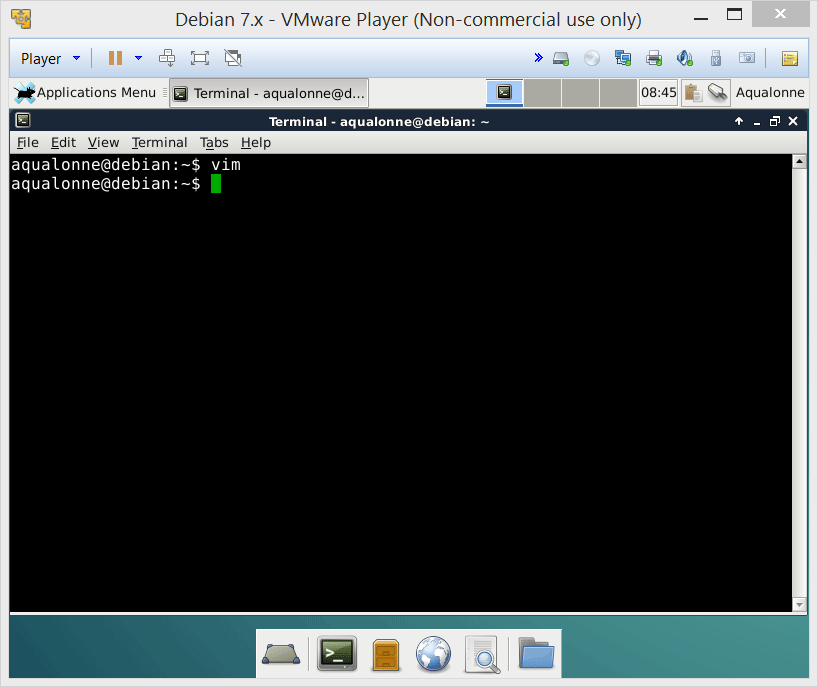 Debian 7.x - VMware Player (Non-commercial use only)
Player
Applications Menu Terminal - aqualonne@d... 08:45 Aqualonne
Terminal - aqualonne@debian: ~
File Edit View Terminal Tabs Help
aqualonne@debian:~$ vim
aqualonne@debian:~$